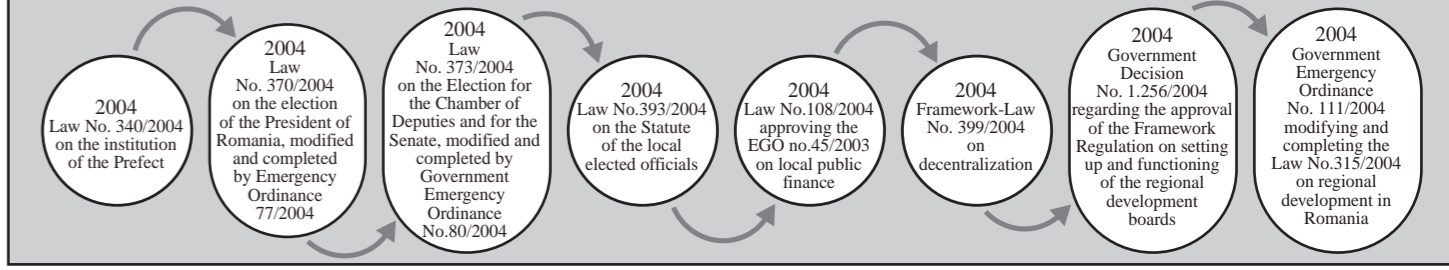 2004
Law No. 340/2004
on the institution
of the Prefect
2004
Law
No. 370/2004
on the election
of the President of
Romania, modified
and completed
by Emergency
Ordinance
77/2004
2004
Law
No. 373/2004
on the Election for
the Chamber of
Deputies and for the
Senate, modified and
completed by
Government
Emergency
Ordinance
No.80/2004
2004
Law No.393/2004
on the Statute
of the local
elected officials
2004
Law No.108/2004
approving the
EGO no.45/2003
on local public
finance
2004
Framework-Law
No. 399/2004
on
decentralization
2004
Government
Decision
No. 1.256/2004
regarding the approval
of the Framework
Regulation on setting
up and functioning
of the regional
development
boards
2004
Government
Emergency
Ordinance
No. 111/2004
modifying and
completing the
Law No.315/2004
on regional
development in
Romania